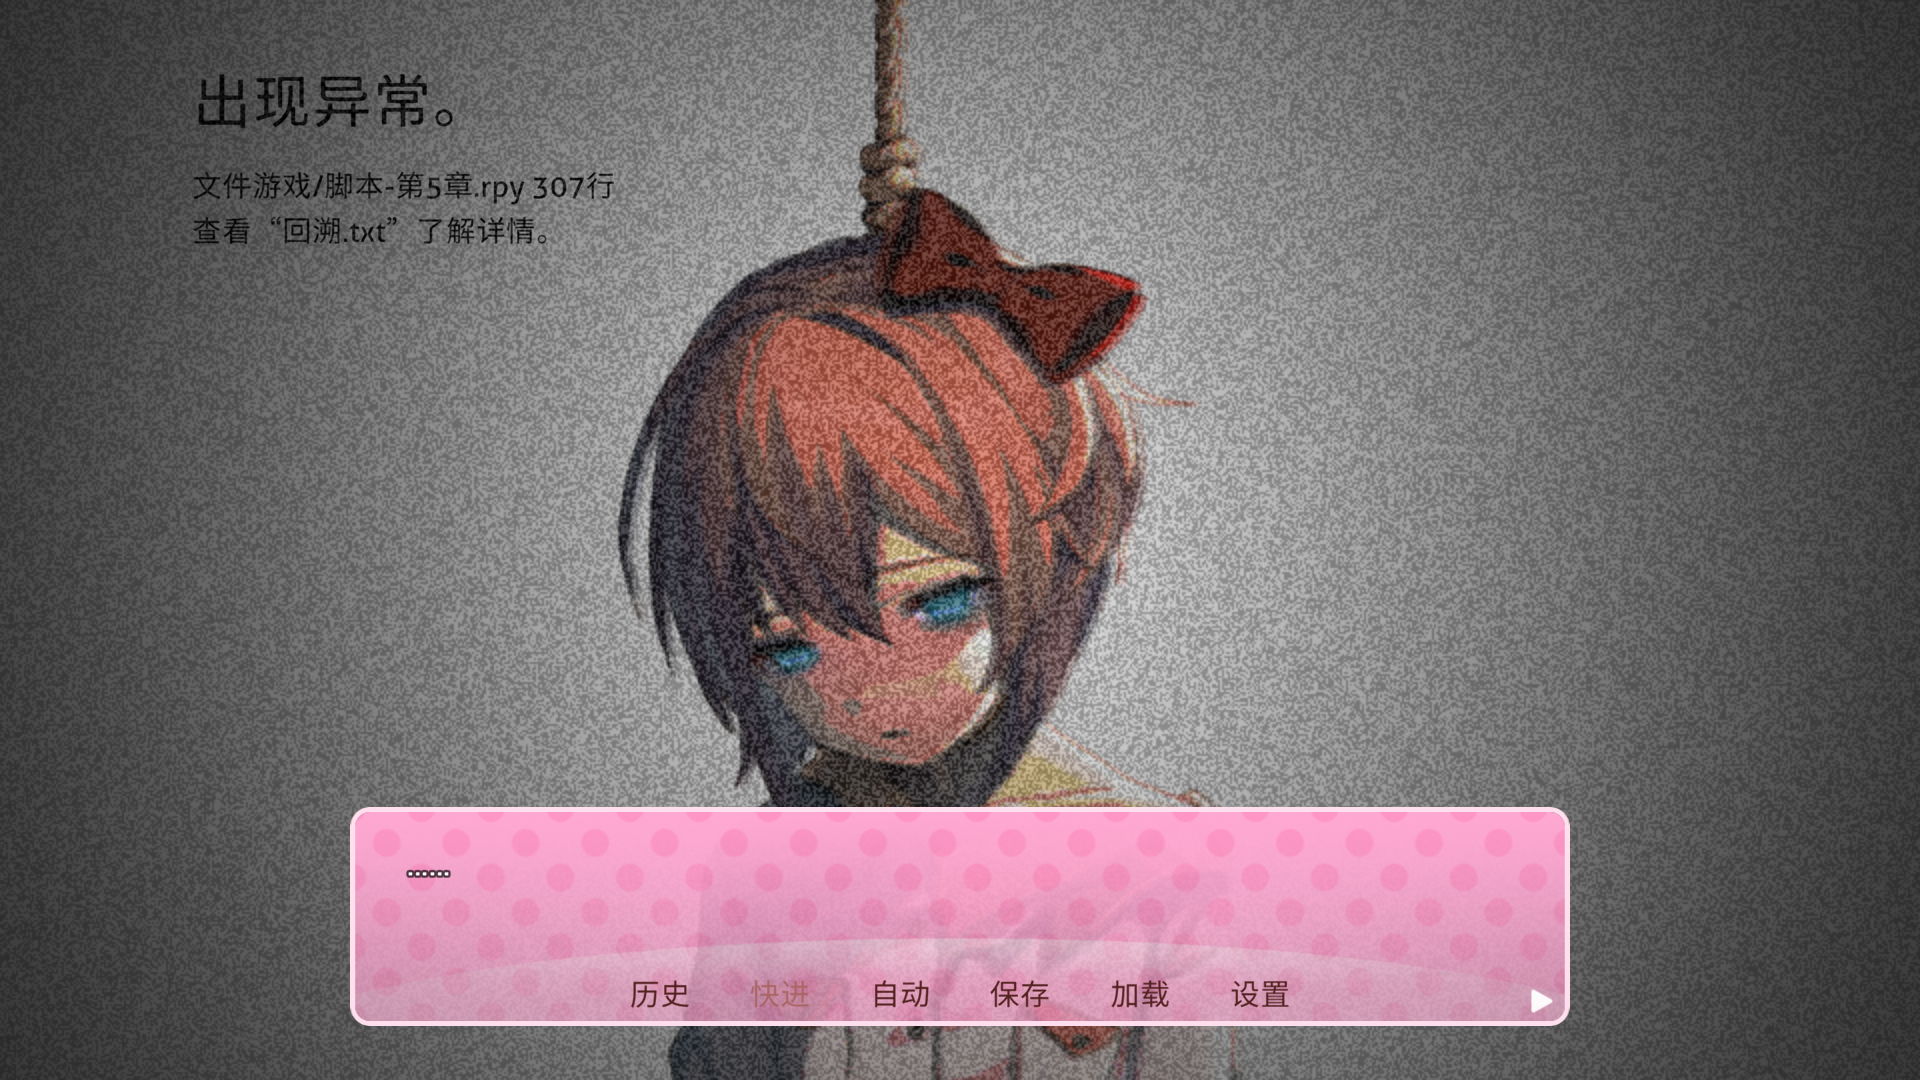 出现异常。
文件游戏/脚本-第5章.rpy 307行
查看“回溯.txt”了解详情。
……
历史 快进 自动 保存 加载 设置